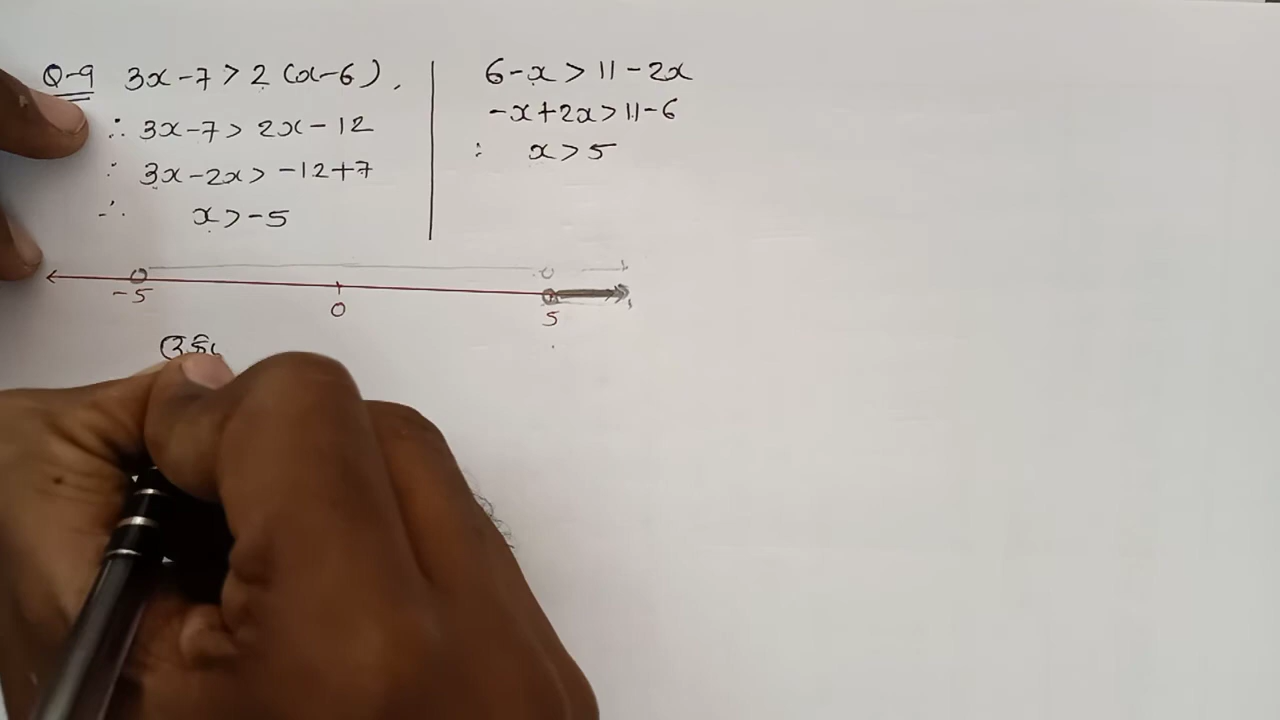 Q-9 3x-7 > 2 (x-6),
∴ 3x-7 > 2x-12
∴ 3x-2x > -12+7
∴ x > -5
6-x > 11-2x
-x+2x > 11-6
∴ x > 5
-5 0 5